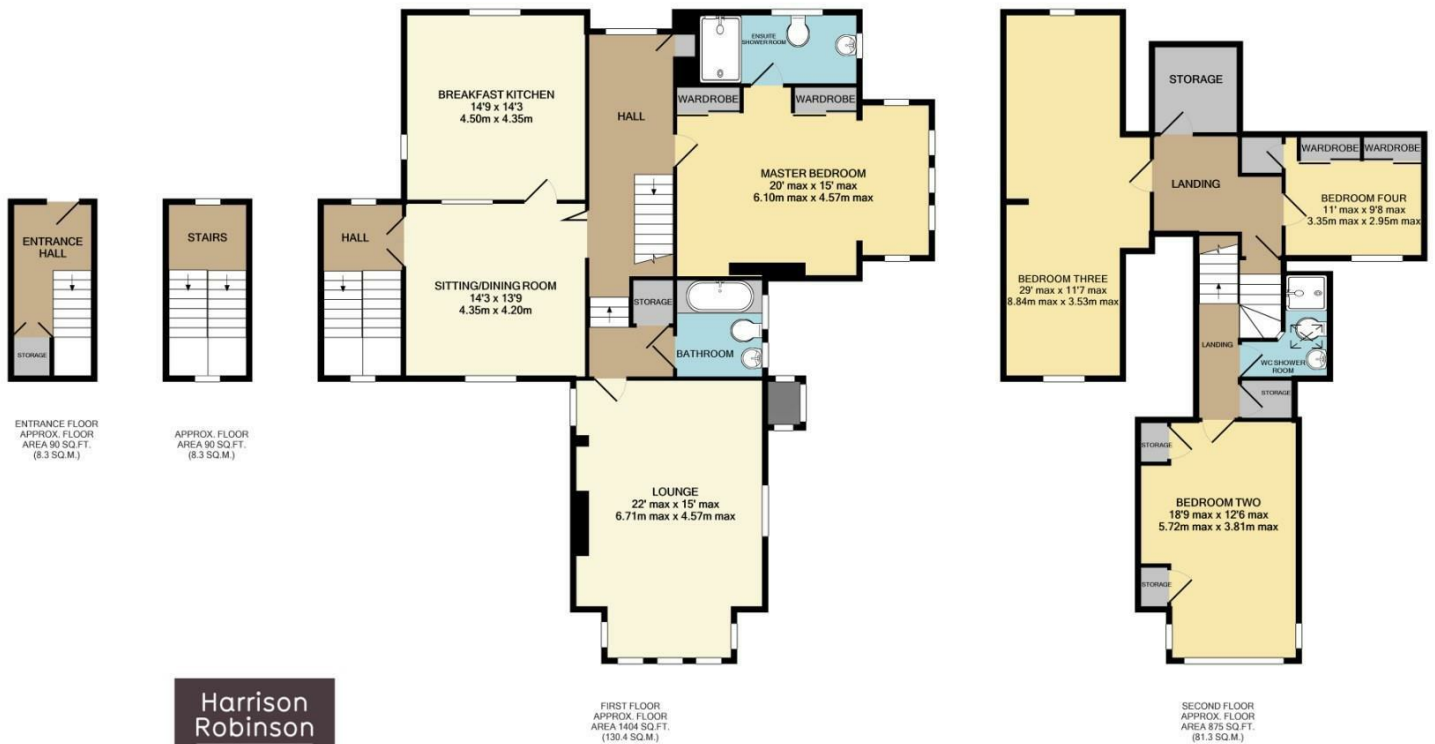 ENTRANCE
HALL
STORAGE
ENTRANCE FLOOR
APPROX. FLOOR
AREA 90 SQ.FT.
(8.3 SQ.M.)
STAIRS
APPROX. FLOOR
AREA 90 SQ.FT.
(8.3 SQ.M.)
BREAKFAST KITCHEN
14'9 x 14'3
4.50m x 4.35m
HALL
ENSUITE
SHOWER ROOM
WARDROBE
WARDROBE
MASTER BEDROOM
20' max x 15' max
6.10m max x 4.57m max
HALL
SITTING/DINING ROOM
14'3 x 13'9
4.35m x 4.20m
STORAGE
BATHROOM
LOUNGE
22' max x 15' max
6.71m max x 4.57m max
FIRST FLOOR
APPROX. FLOOR
AREA 1404 SQ.FT.
(130.4 SQ.M.)
STORAGE
LANDING
WARDROBE
WARDROBE
BEDROOM FOUR
11' max x 9'8 max
3.35m max x 2.95m max
BEDROOM THREE
29' max x 11'7 max
8.84m max x 3.53m max
LANDING
WC SHOWER
ROOM
STORAGE
STORAGE
BEDROOM TWO
18'9 max x 12'6 max
5.72m max x 3.81m max
STORAGE
SECOND FLOOR
APPROX. FLOOR
AREA 875 SQ.FT.
(81.3 SQ.M.)
Harrison
Robinson